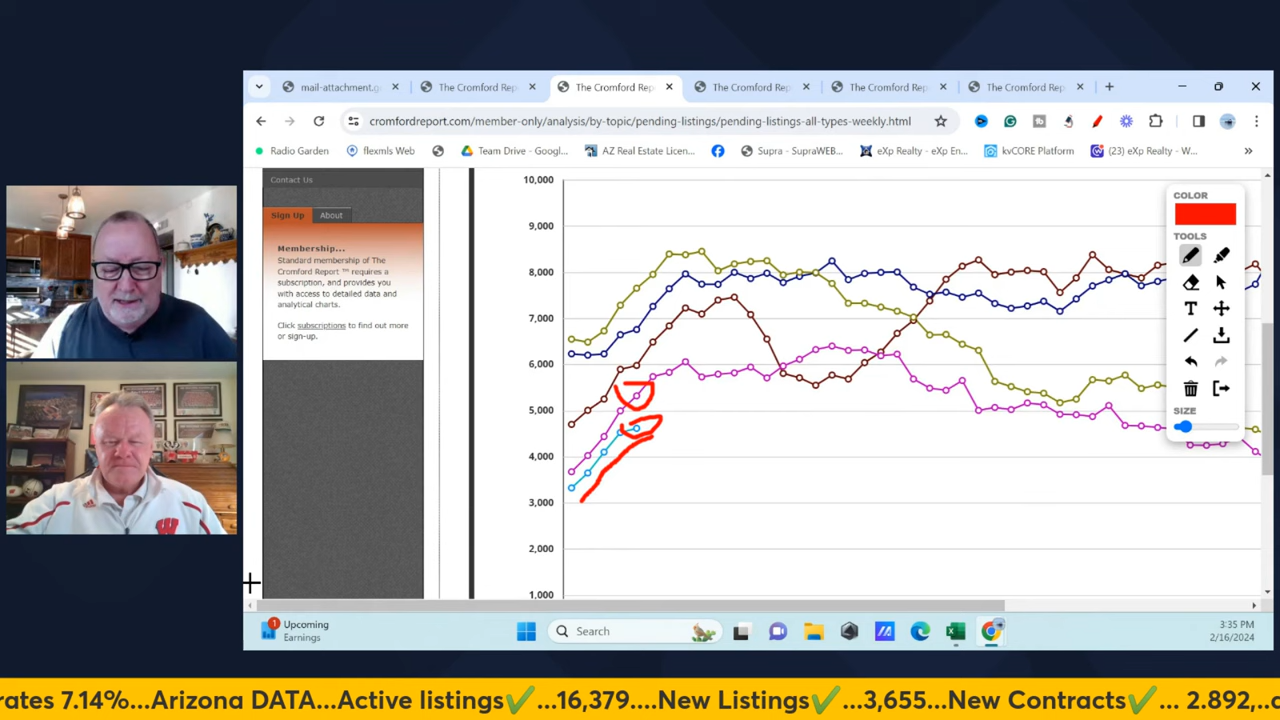 mail-attachment.g
The Cromford Rep
The Cromford Rep
The Cromford Rep
The Cromford Rep
The Cromford Rep
cromfordreport.com/member-only/analysis/by-topic/pending-listings/pending-listings-all-types-weekly.html
Radio Garden
flexmls Web
Team Drive - Googl...
AZ Real Estate Licen...
Supra - SupraWEB...
eXp Realty - eXp En...
kvCORE Platform
(23) eXp Realty - W...
Contact Us
Sign Up
About
Membership...
Standard membership of The
Cromford Report ™ requires a
subscription, and provides you
with access to detailed data and
analytical charts.
Click subscriptions to find out more
or sign-up.
10,000
9,000
8,000
7,000
6,000
5,000
4,000
3,000
2,000
1,000
COLOR
TOOLS
T
SIZE
W
1
Upcoming
Earnings
Search
3:35 PM
2/16/2024
rates 7.14%...Arizona DATA...Active listings✅...16,379....New Listings✅...3,655...New Contracts✅... 2.892,..